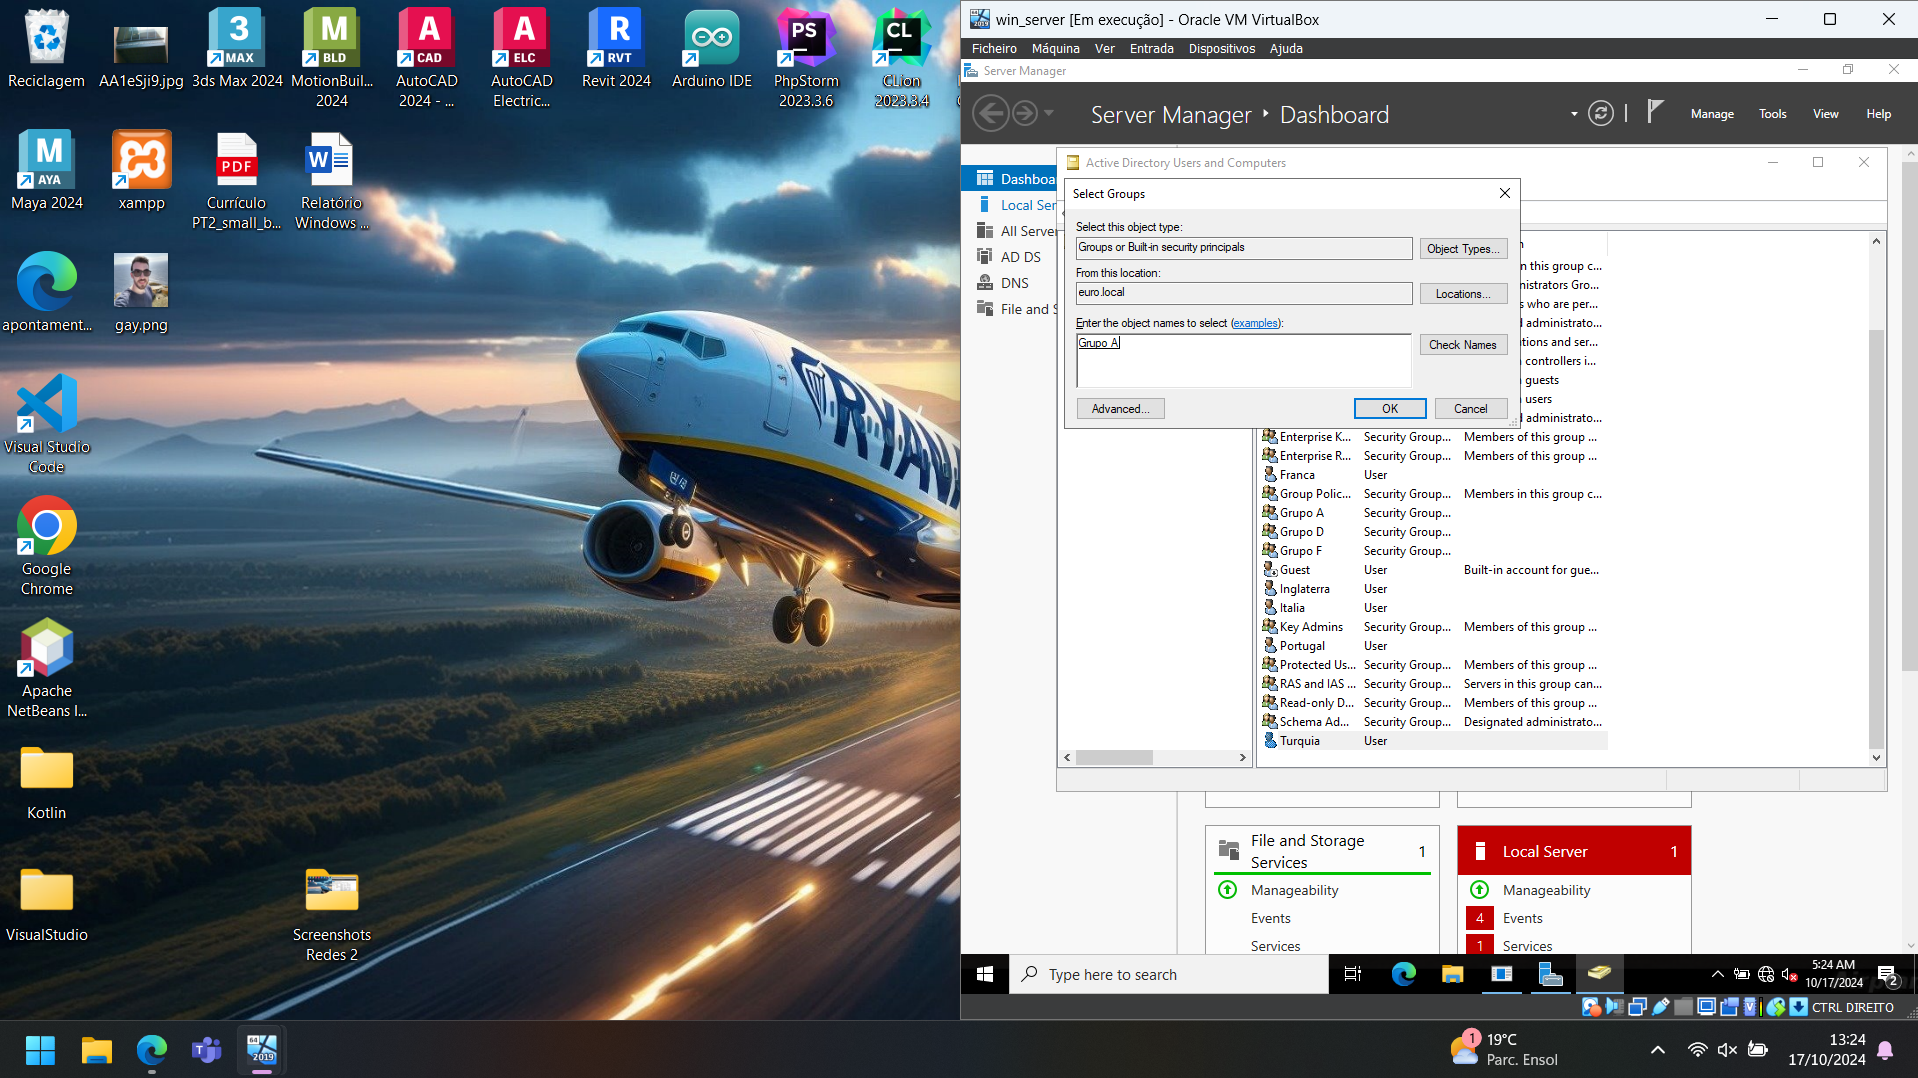 Reciclagem
AA1eSji9.jpg
3ds Max 2024
MotionBuil...
2024
AutoCAD
2024 - ...
AutoCAD
Electric...
Revit 2024
Arduino IDE
PhpStorm
2023.3.6
CLion
2023.3.4
Maya 2024
xampp
Currículo
PT2_small_b...
Relatório
Windows ...
apontament...
gay.png
Visual Studio
Code
Google
Chrome
Apache
NetBeans I...
Kotlin
VisualStudio
Screenshots
Redes 2
RYANA
win_server [Em execução] - Oracle VM VirtualBox
Ficheiro Máquina Ver Entrada Dispositivos Ajuda
Server Manager
Server Manager Dashboard
Manage Tools View Help
Dashboa
Local Ser
All Server
AD DS
DNS
File and S
Active Directory Users and Computers
Select Groups
Select this object type:
Groups or Built-in security principals
Object Types...
From this location:
euro.local
Locations...
Enter the object names to select (examples):
Grupo A
Check Names
Advanced...
OK
Cancel
n this group c...
nistrators Gro...
s who are per...
d administrato...
ations and ser...
controllers i...
guests
users
d administrato...
Enterprise K... Security Group... Members of this group ...
Enterprise R... Security Group... Members of this group ...
Franca User
Group Polic... Security Group... Members in this group c...
Grupo A Security Group...
Grupo D Security Group...
Grupo F Security Group...
Guest User Built-in account for gue...
Inglaterra User
Italia User
Key Admins Security Group... Members of this group ...
Portugal User
Protected Us... Security Group... Members of this group ...
RAS and IAS ... Security Group... Servers in this group can...
Read-only D... Security Group... Members of this group ...
Schema Ad... Security Group... Designated administrato...
Turquia User
File and Storage
Services
1
Manageability
Events
Services
Local Server 1
Manageability
4 Events
1 Services
Type here to search
5:24 AM
10/17/2024
2
CTRL DIREITO
1
19°C
Parc. Ensol
13:24
17/10/2024